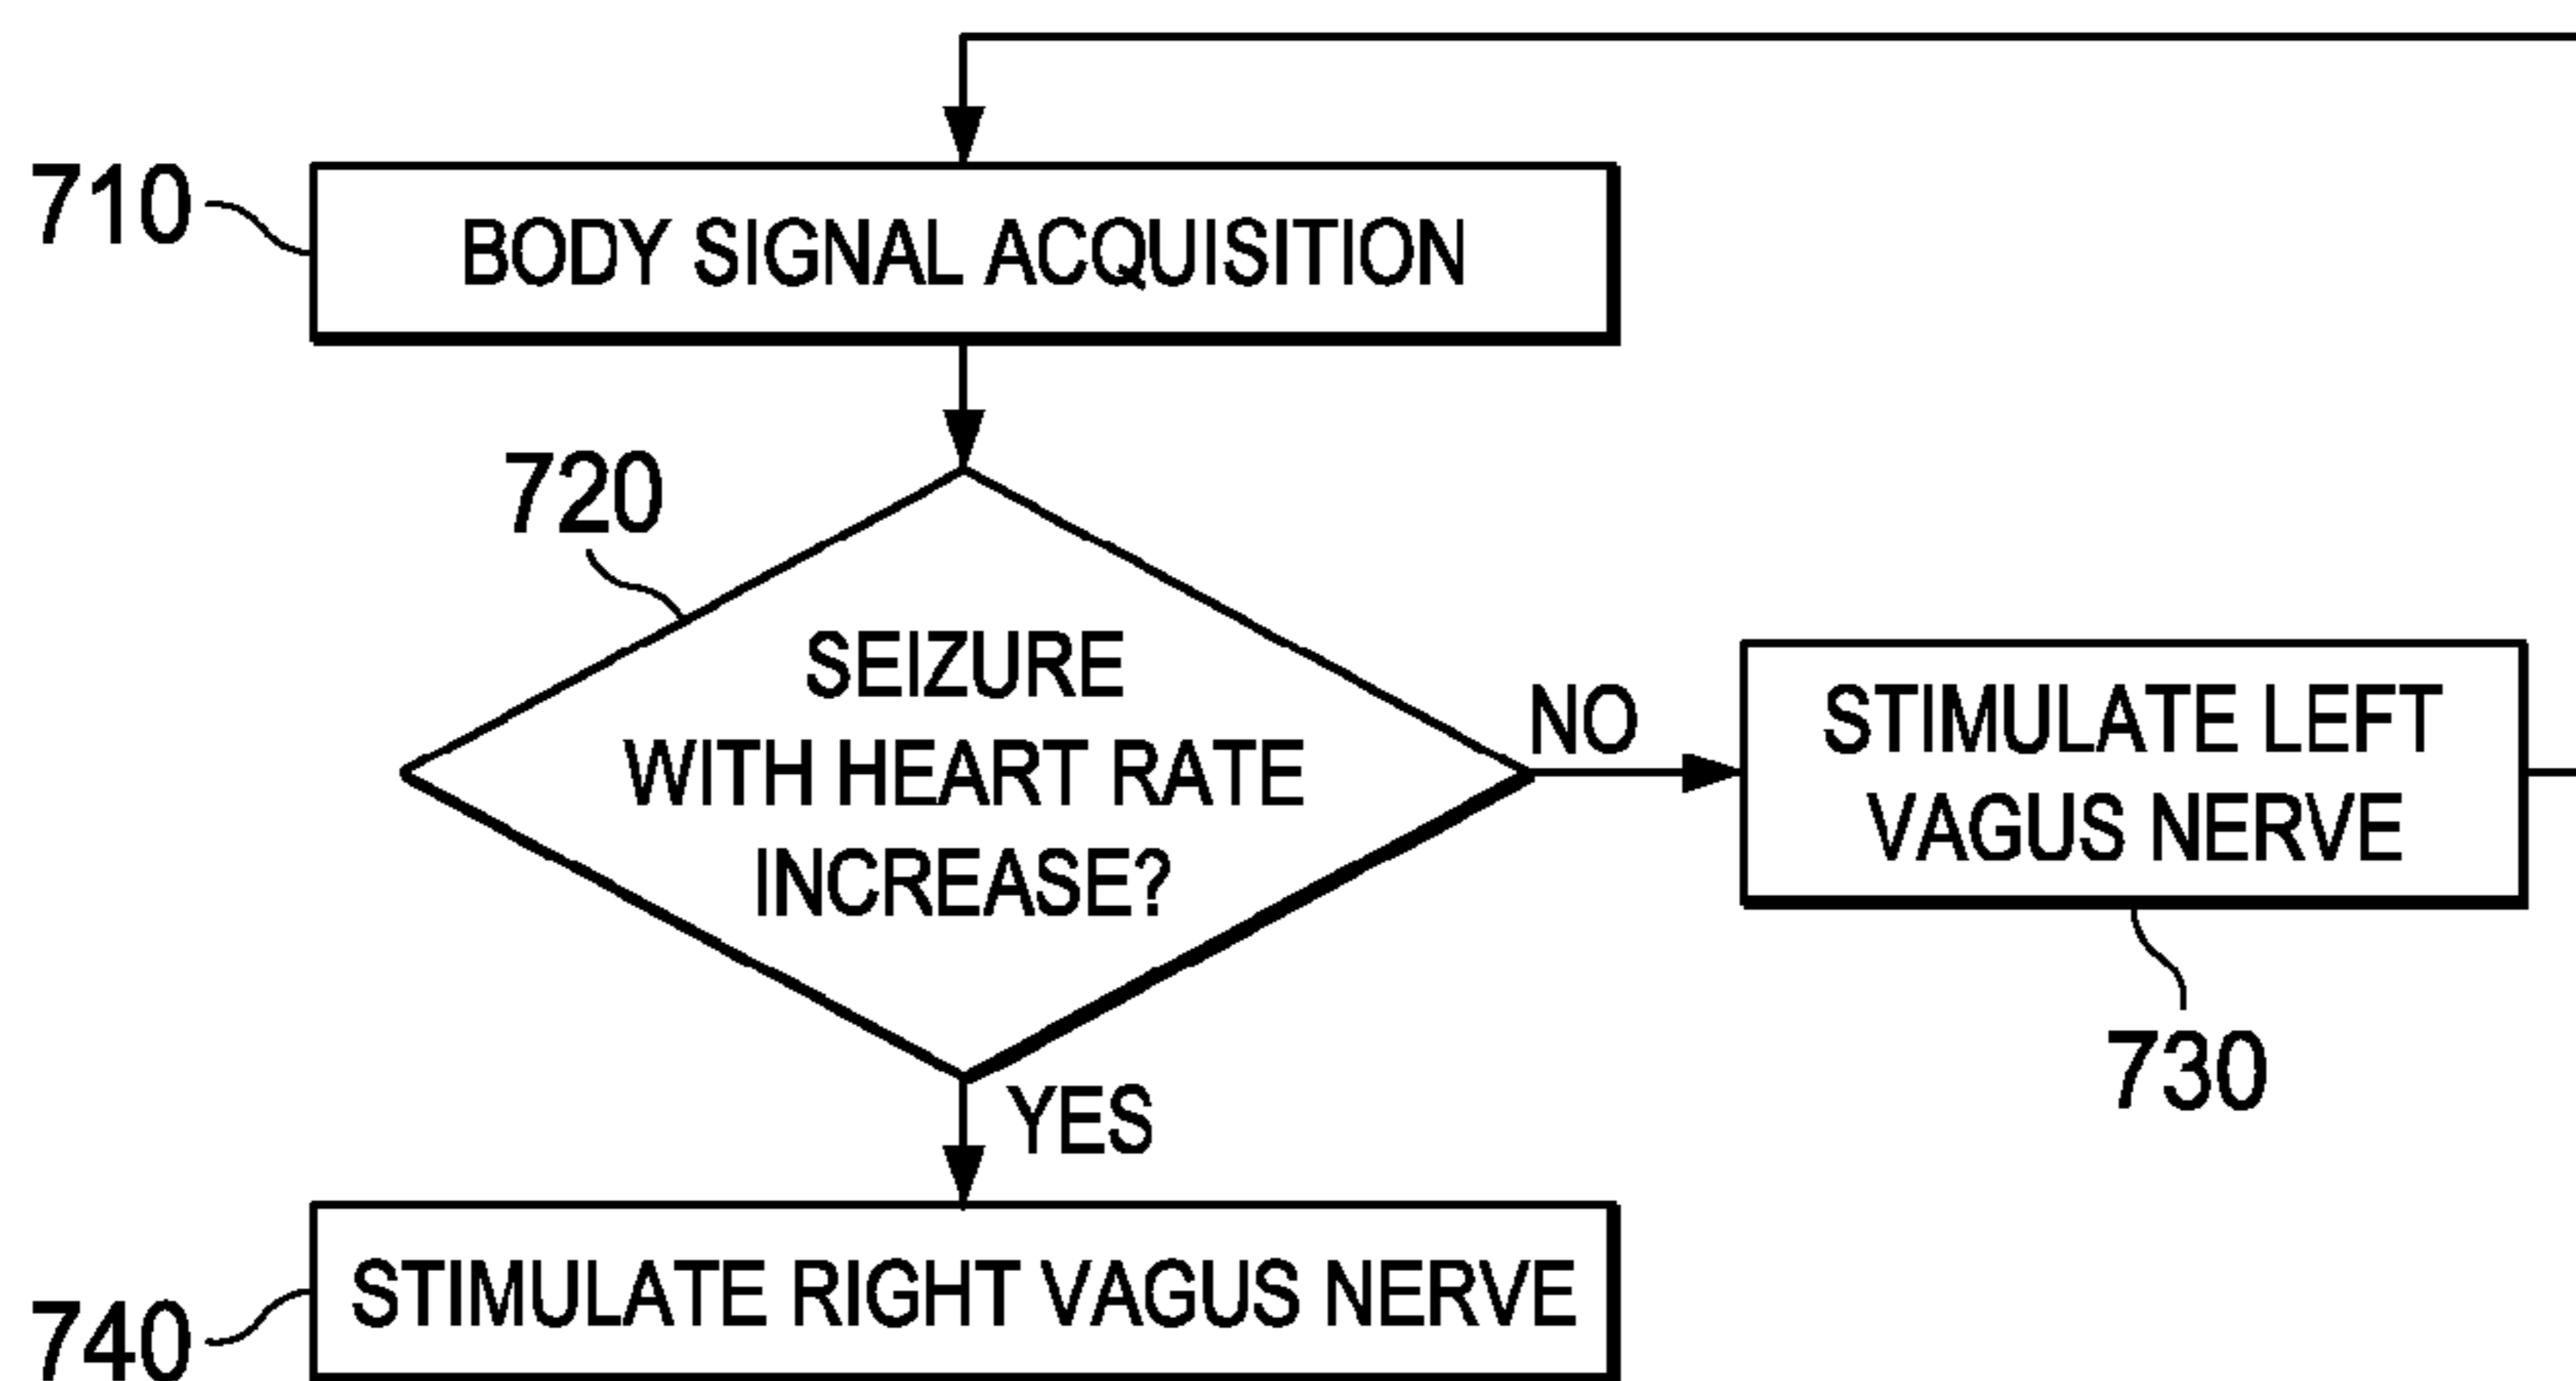 710
BODY SIGNAL ACQUISITION
720
SEIZURE
WITH HEART RATE
INCREASE?
NO
STIMULATE LEFT
VAGUS NERVE
730
YES
740
STIMULATE RIGHT VAGUS NERVE